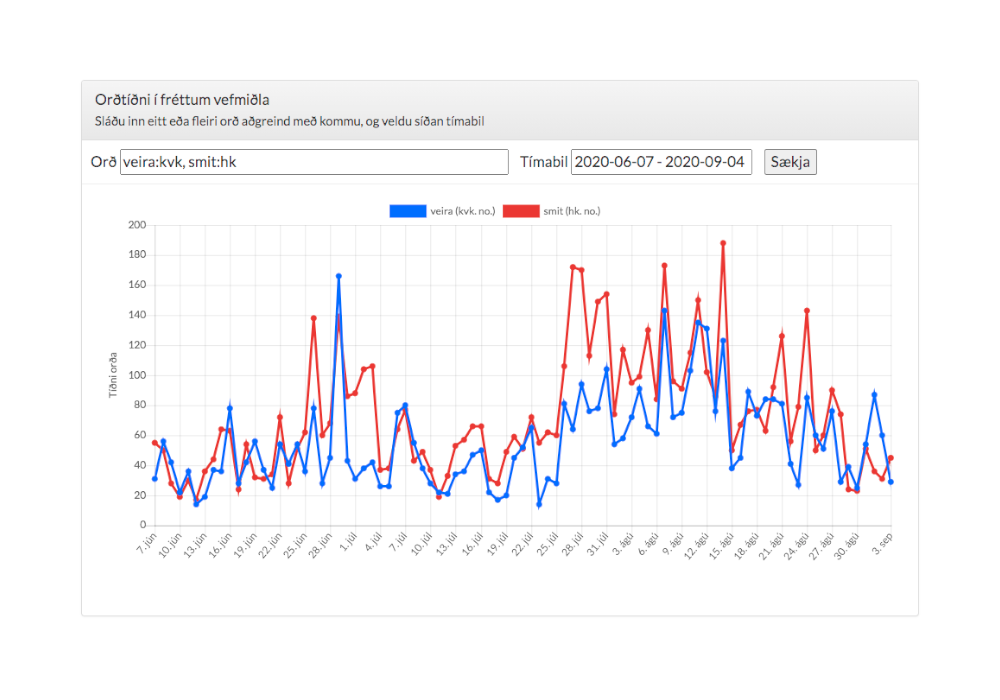 Orðtíðni í fréttum vefmiðla
Sláðu inn eitt eða fleiri orð aðgreind með kommu, og veldu síðan tímabil
Orð veira:kvk, smit:hk Tímabil 2020-06-07 - 2020-09-04 Sækja
veira (kvk. no.) smit (hk. no.)
200
180
160
140
120
100
80
60
40
20
0
Tíðni orða
7. jún 10. jún 13. jún 16. jún 19. jún 22. jún 25. jún 28. jún 1. júl 4. júl 7. júl 10. júl 13. júl 16. júl 19. júl 22. júl 25. júl 28. júl 31. júl 3. ágú 6. ágú 9. ágú 12. ágú 15. ágú 18. ágú 21. ágú 24. ágú 27. ágú 30. ágú 3. sep